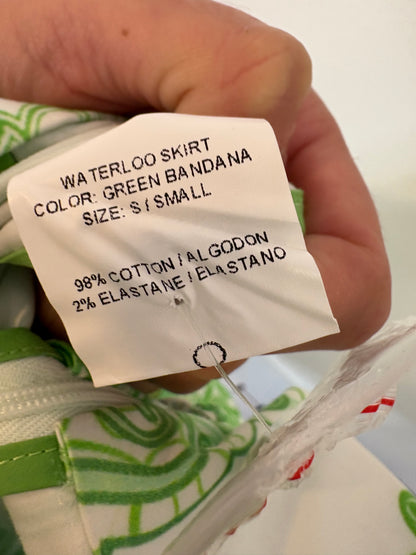 WATERLOO SKIRT
COLOR: GREEN BANDANA
SIZE: S / SMALL
98% COTTON / ALGODON
2% ELASTANE / ELASTANO